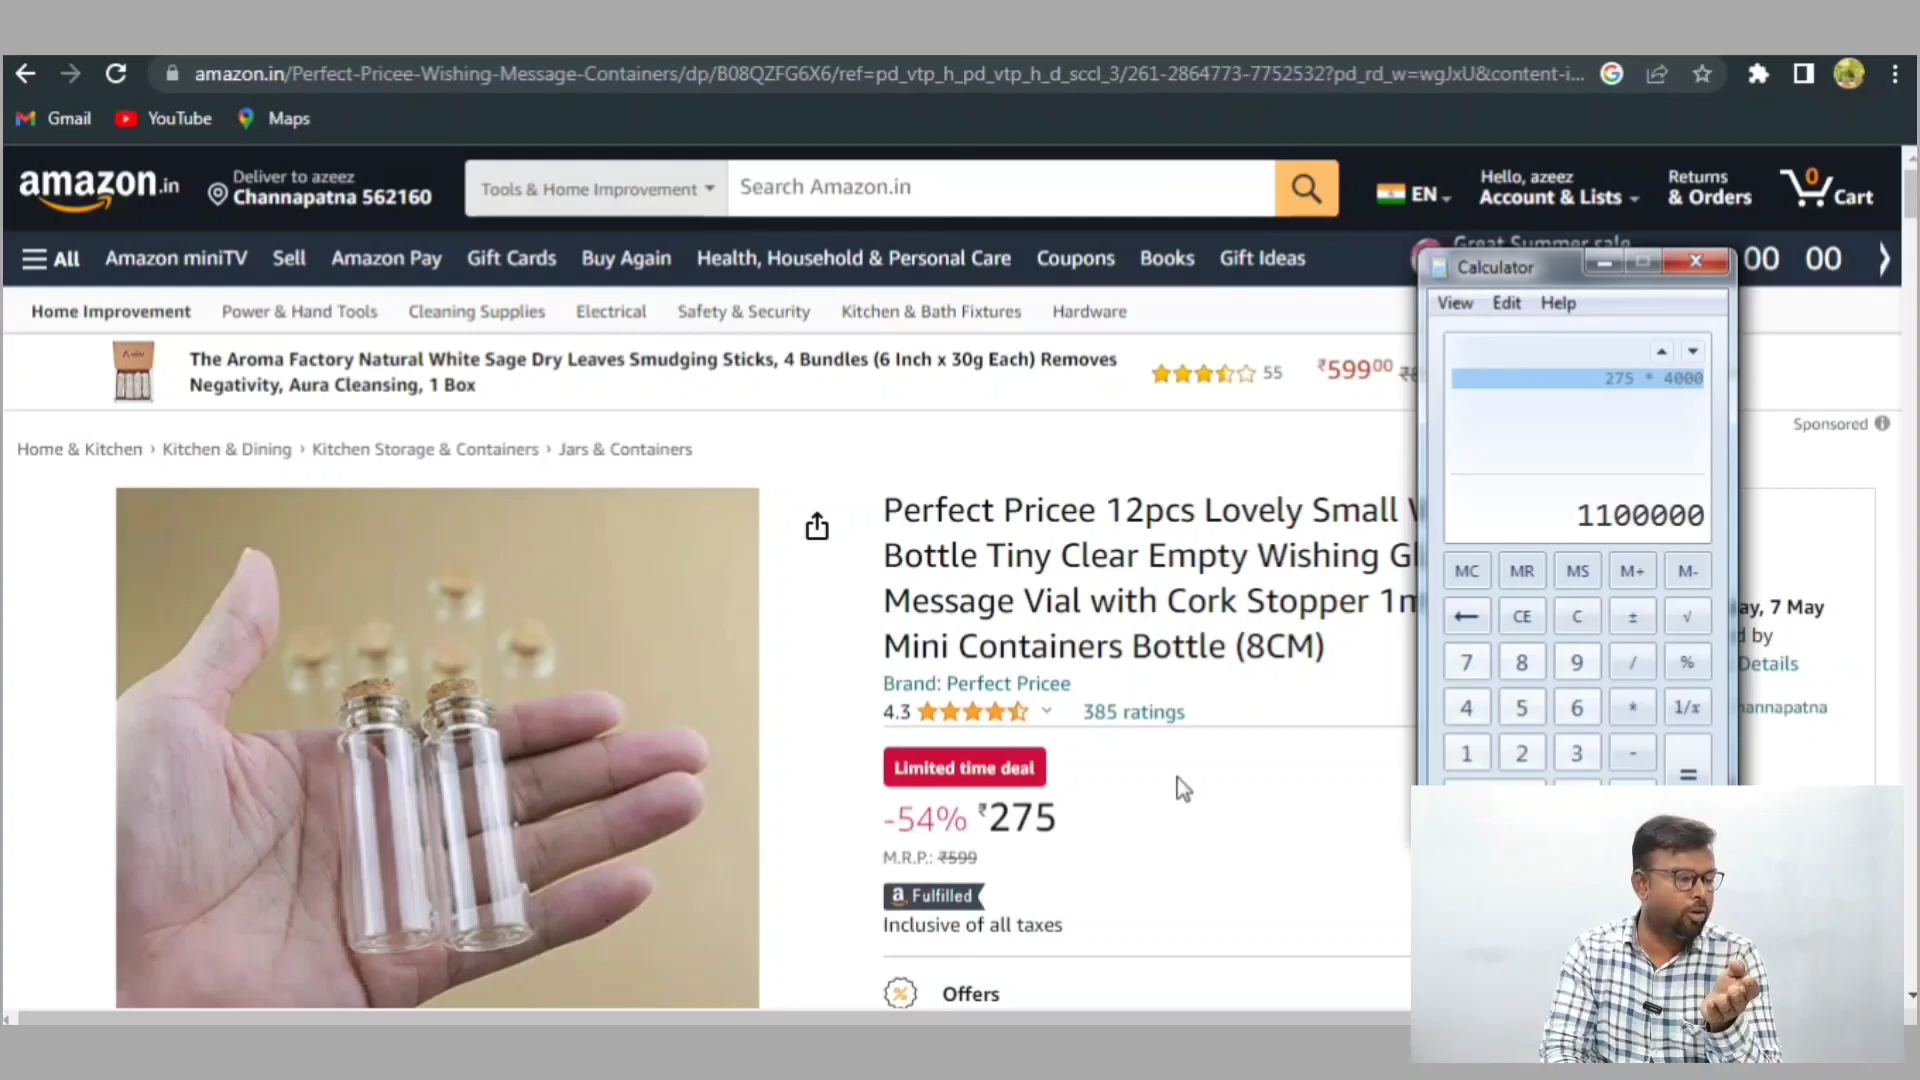 amazon.in/Perfect-Pricee-Wishing-Message-Containers/dp/B08QZFG6X6/ref=pd_vtp_h_pd_vtp_h_d_sccl_3/261-2864773-7752532?pd_rd_w=wgJxU&content-i...
Gmail YouTube Maps
amazon.in
Deliver to azeez
Channapatna 562160
Tools & Home Improvement
Search Amazon.in
EN
Hello, azeez
Account & Lists
Returns
& Orders
0
Cart
All Amazon miniTV Sell Amazon Pay Gift Cards Buy Again Health, Household & Personal Care Coupons Books Gift Ideas
Great Summer sale
00 00
Home Improvement Power & Hand Tools Cleaning Supplies Electrical Safety & Security Kitchen & Bath Fixtures Hardware
The Aroma Factory Natural White Sage Dry Leaves Smudging Sticks, 4 Bundles (6 Inch x 30g Each) Removes
Negativity, Aura Cleansing, 1 Box
55
₹59900
Sponsored
Home & Kitchen › Kitchen & Dining › Kitchen Storage & Containers › Jars & Containers
Perfect Pricee 12pcs Lovely Small
Bottle Tiny Clear Empty Wishing
Message Vial with Cork Stopper
Mini Containers Bottle (8CM)
Brand: Perfect Pricee
4.3
385 ratings
Limited time deal
-54% ₹275
M.R.P.: ₹599
a Fulfilled
Inclusive of all taxes
Offers
Calculator
View Edit Help
275 * 4000
1100000
MC MR MS M+ M-
← CE C ± √
7 8 9 / %
4 5 6 * 1/x
1 2 3 -
=
7 May
by
Details